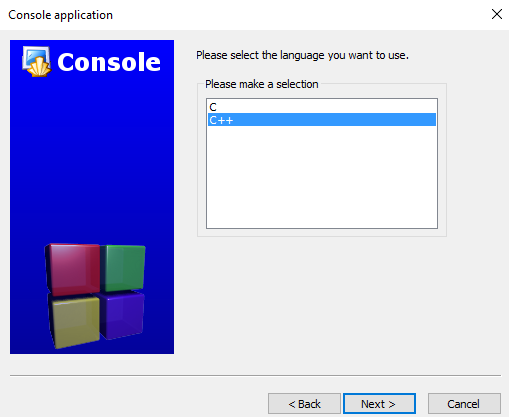 Console application
Console
Please select the language you want to use.
Please make a selection
C
C++
< Back
Next >
Cancel